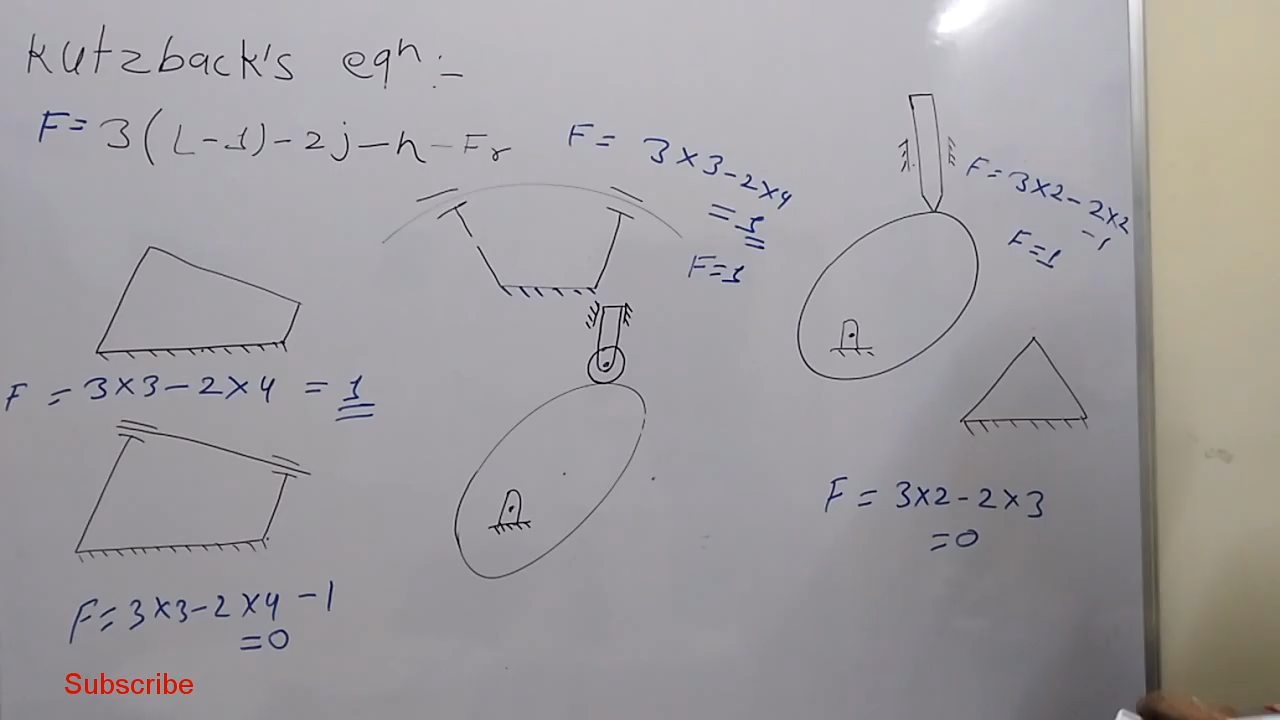 Kutzback's eqn :-
F= 3(L-1)-2j-h-Fr
F= 3×3-2×4
=1
F=1
F=3×2-2×2
-1
F=1
F = 3×3-2×4 = 1
F= 3×3-2×4 -1
=0
F= 3×2-2×3
=0
Subscribe